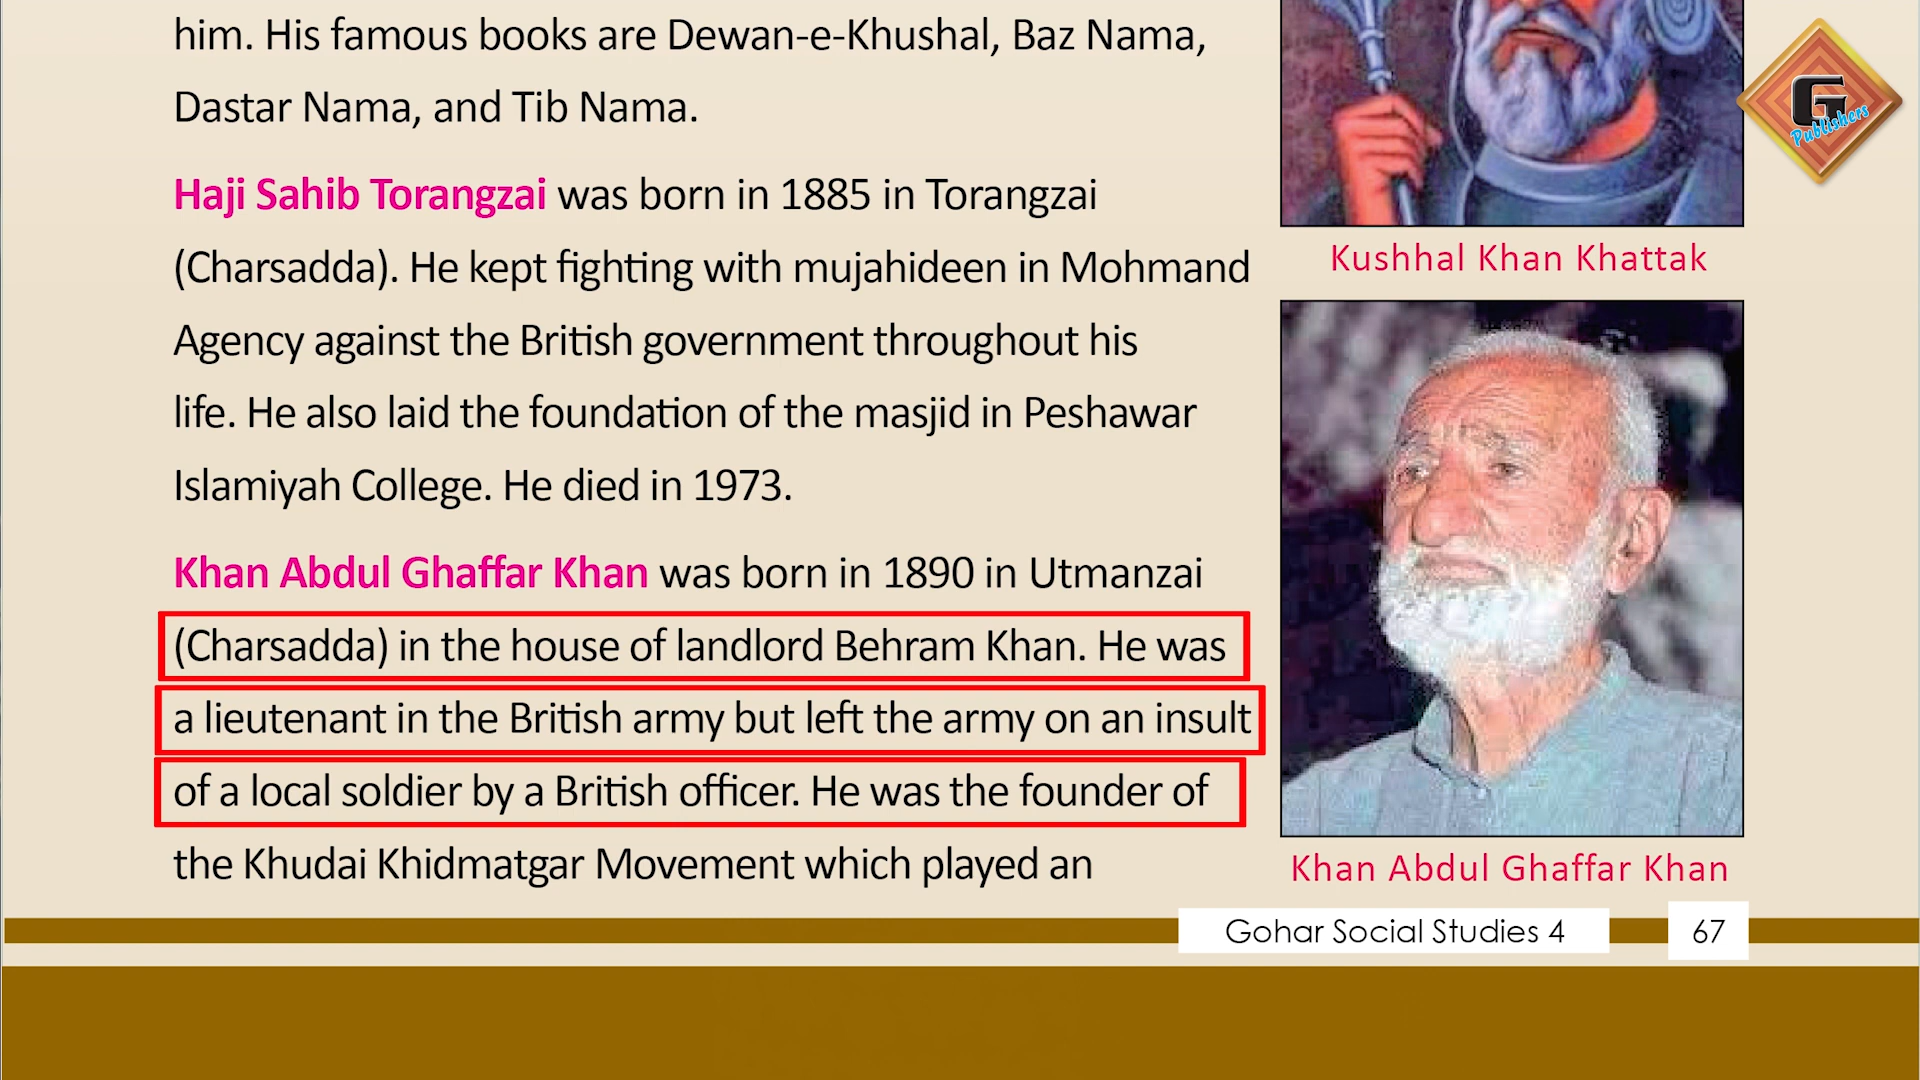 him. His famous books are Dewan-e-Khushal, Baz Nama,
Dastar Nama, and Tib Nama.
Haji Sahib Torangzai was born in 1885 in Torangzai
(Charsadda). He kept fighting with mujahideen in Mohmand
Agency against the British government throughout his
life. He also laid the foundation of the masjid in Peshawar
Islamiyah College. He died in 1973.
Khan Abdul Ghaffar Khan was born in 1890 in Utmanzai
(Charsadda) in the house of landlord Behram Khan. He was
a lieutenant in the British army but left the army on an insult
of a local soldier by a British officer. He was the founder of
the Khudai Khidmatgar Movement which played an
Kushhal Khan Khattak
Khan Abdul Ghaffar Khan
Gohar Social Studies 4
67
G
Publishers